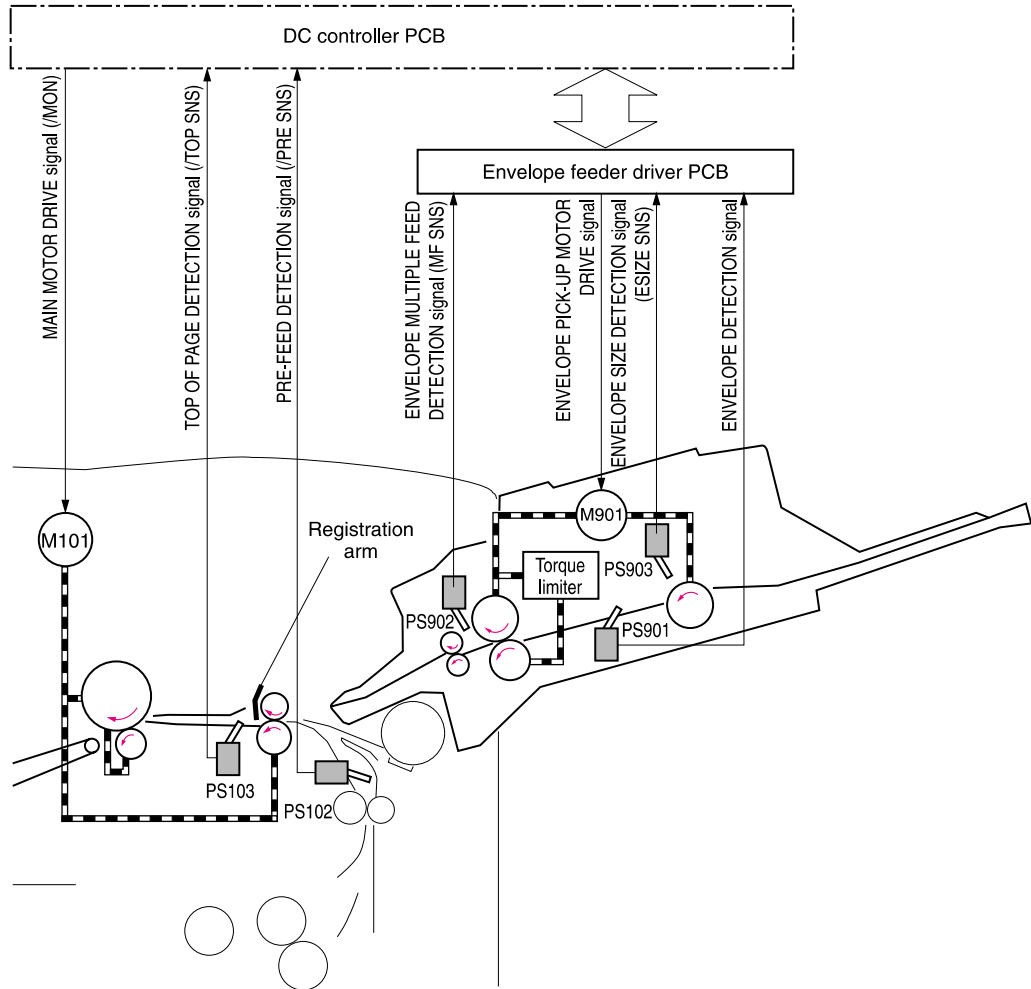 DC controller PCB
MAIN MOTOR DRIVE signal (/MON)
TOP OF PAGE DETECTION signal (/TOP SNS)
PRE-FEED DETECTION signal (/PRE SNS)
Envelope feeder driver PCB
ENVELOPE MULTIPLE FEED
DETECTION signal (MF SNS)
ENVELOPE PICK-UP MOTOR
DRIVE signal
ENVELOPE SIZE DETECTION signal
(ESIZE SNS)
ENVELOPE DETECTION signal
M101
Registration
arm
M901
Torque
limiter
PS903
PS902
PS901
PS103
PS102